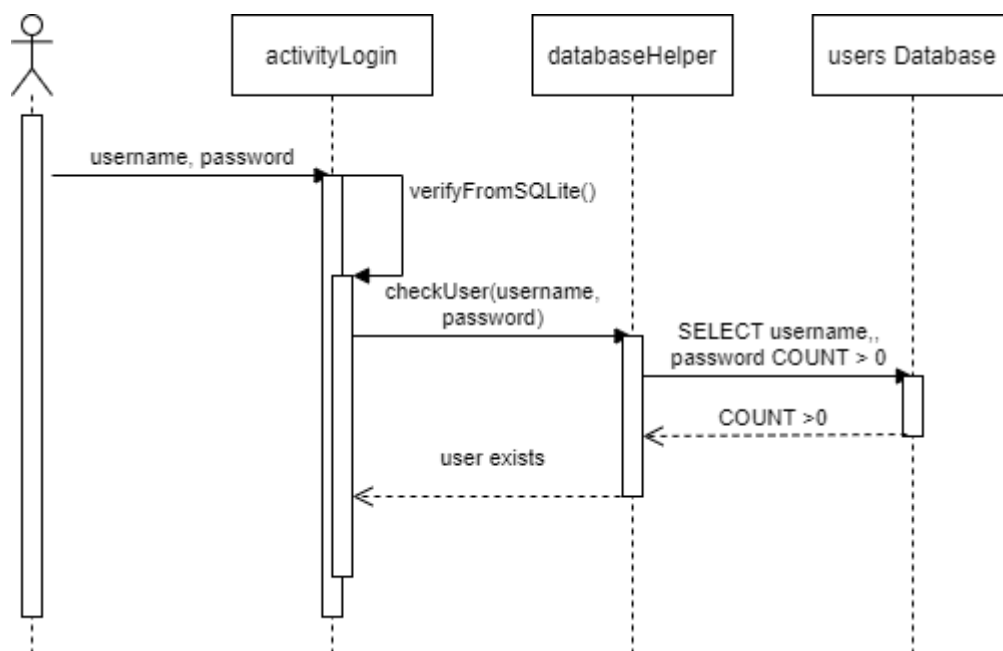 activityLogin
databaseHelper
users Database
username, password
verifyFromSQLite()
checkUser(username,
password)
SELECT username,,
password COUNT > 0
COUNT >0
user exists